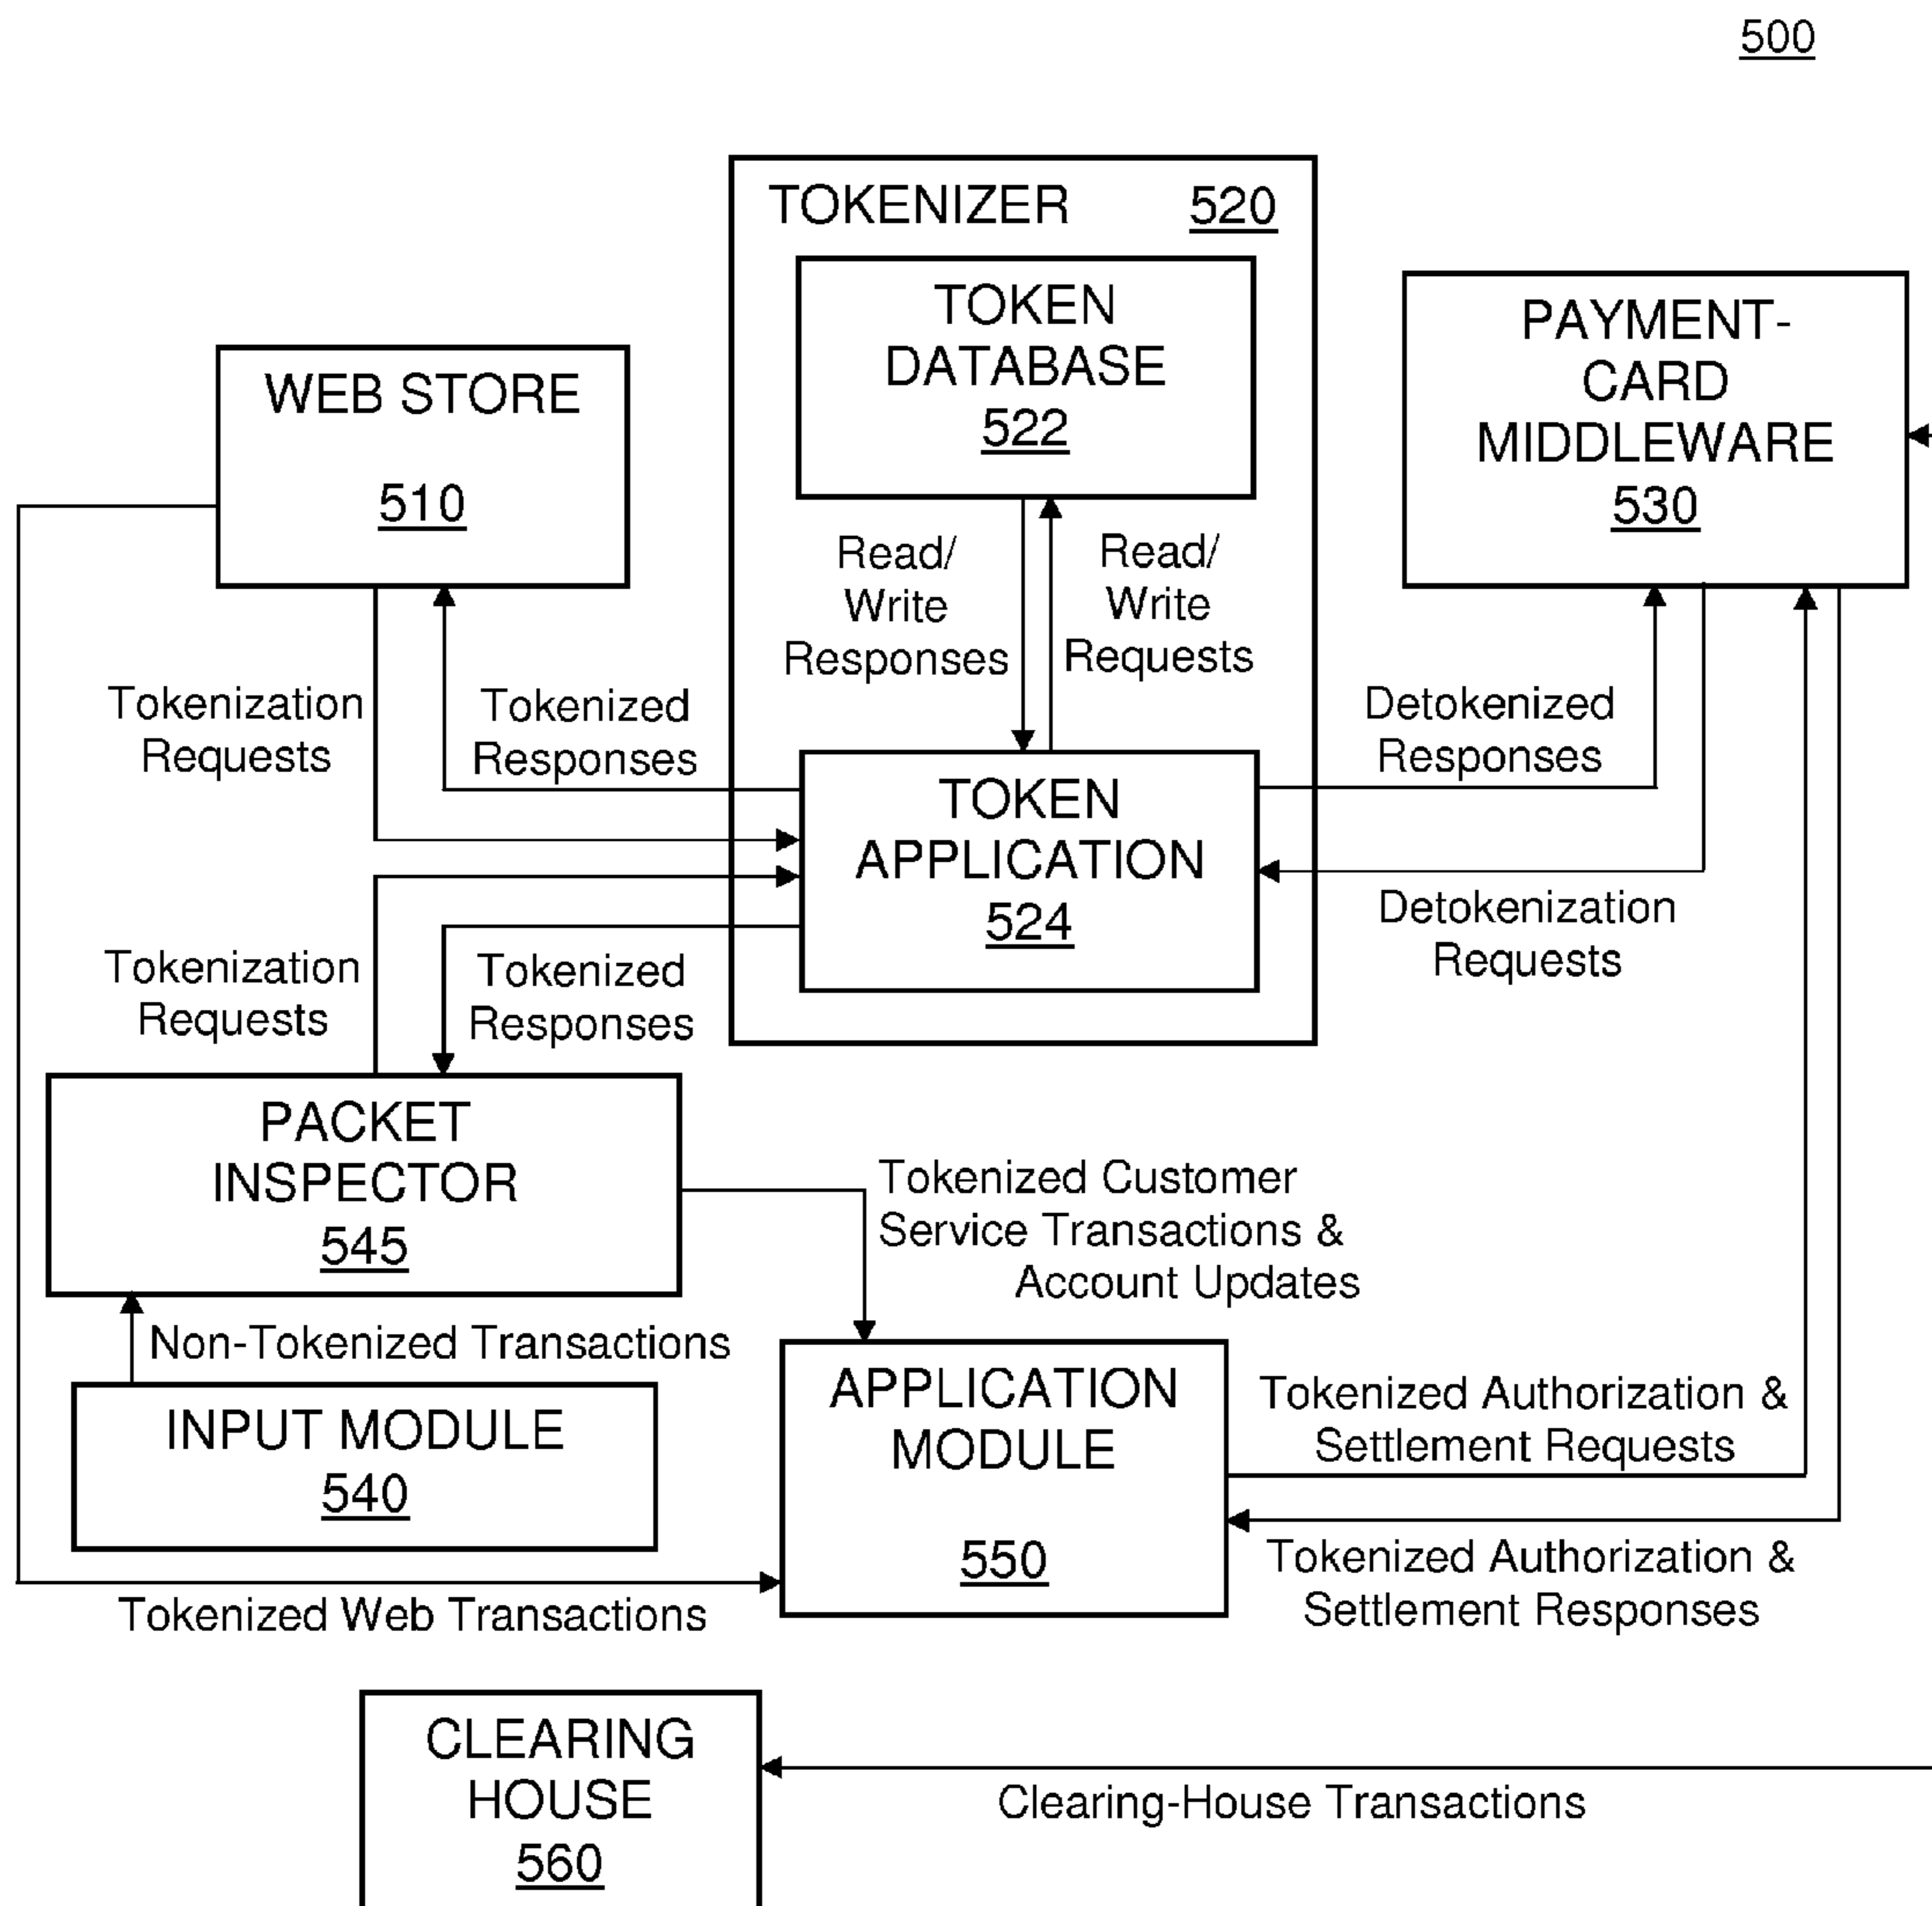 500
TOKENIZER 520
TOKEN
DATABASE
522
PAYMENT-
CARD
MIDDLEWARE
530
WEB STORE
510
Read/
Write
Responses
Read/
Write
Requests
Tokenization
Requests
Tokenized
Responses
Detokenized
Responses
TOKEN
APPLICATION
524
Detokenization
Requests
Tokenization
Requests
Tokenized
Responses
PACKET
INSPECTOR
545
Tokenized Customer
Service Transactions &
Account Updates
Non-Tokenized Transactions
INPUT MODULE
540
APPLICATION
MODULE
550
Tokenized Authorization &
Settlement Requests
Tokenized Authorization &
Settlement Responses
Tokenized Web Transactions
CLEARING
HOUSE
560
Clearing-House Transactions